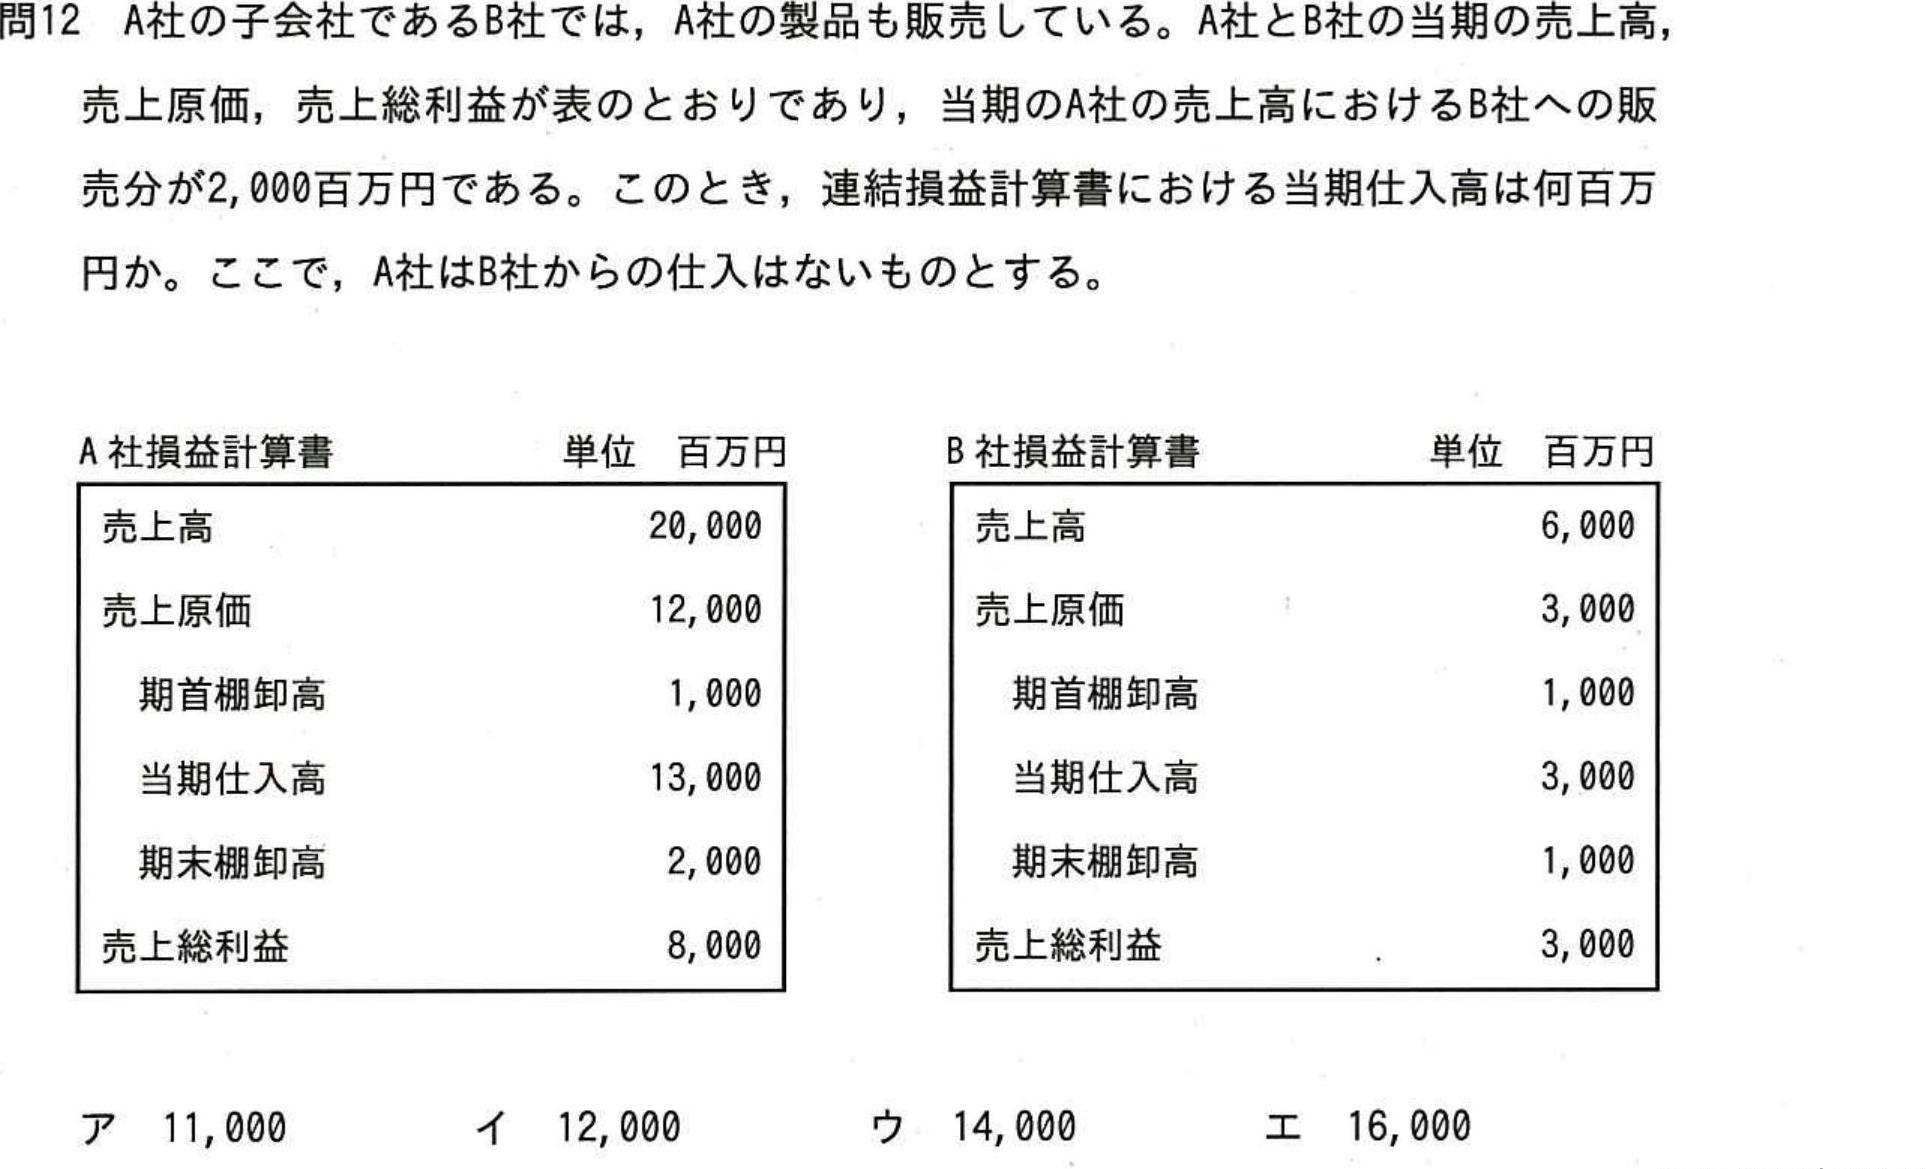 問12 A社の子会社であるB社では，A社の製品も販売している。A社とB社の当期の売上高，
売上原価，売上総利益が表のとおりであり，当期のA社の売上高におけるB社への販
売分が2,000百万円である。このとき，連結損益計算書における当期仕入高は何百万
円か。ここで，A社はB社からの仕入はないものとする。
A社損益計算書 単位 百万円
売上高 20,000
売上原価 12,000
期首棚卸高 1,000
当期仕入高 13,000
期末棚卸高 2,000
売上総利益 8,000
B社損益計算書 単位 百万円
売上高 6,000
売上原価 3,000
期首棚卸高 1,000
当期仕入高 3,000
期末棚卸高 1,000
売上総利益 3,000
ア 11,000 イ 12,000 ウ 14,000 エ 16,000